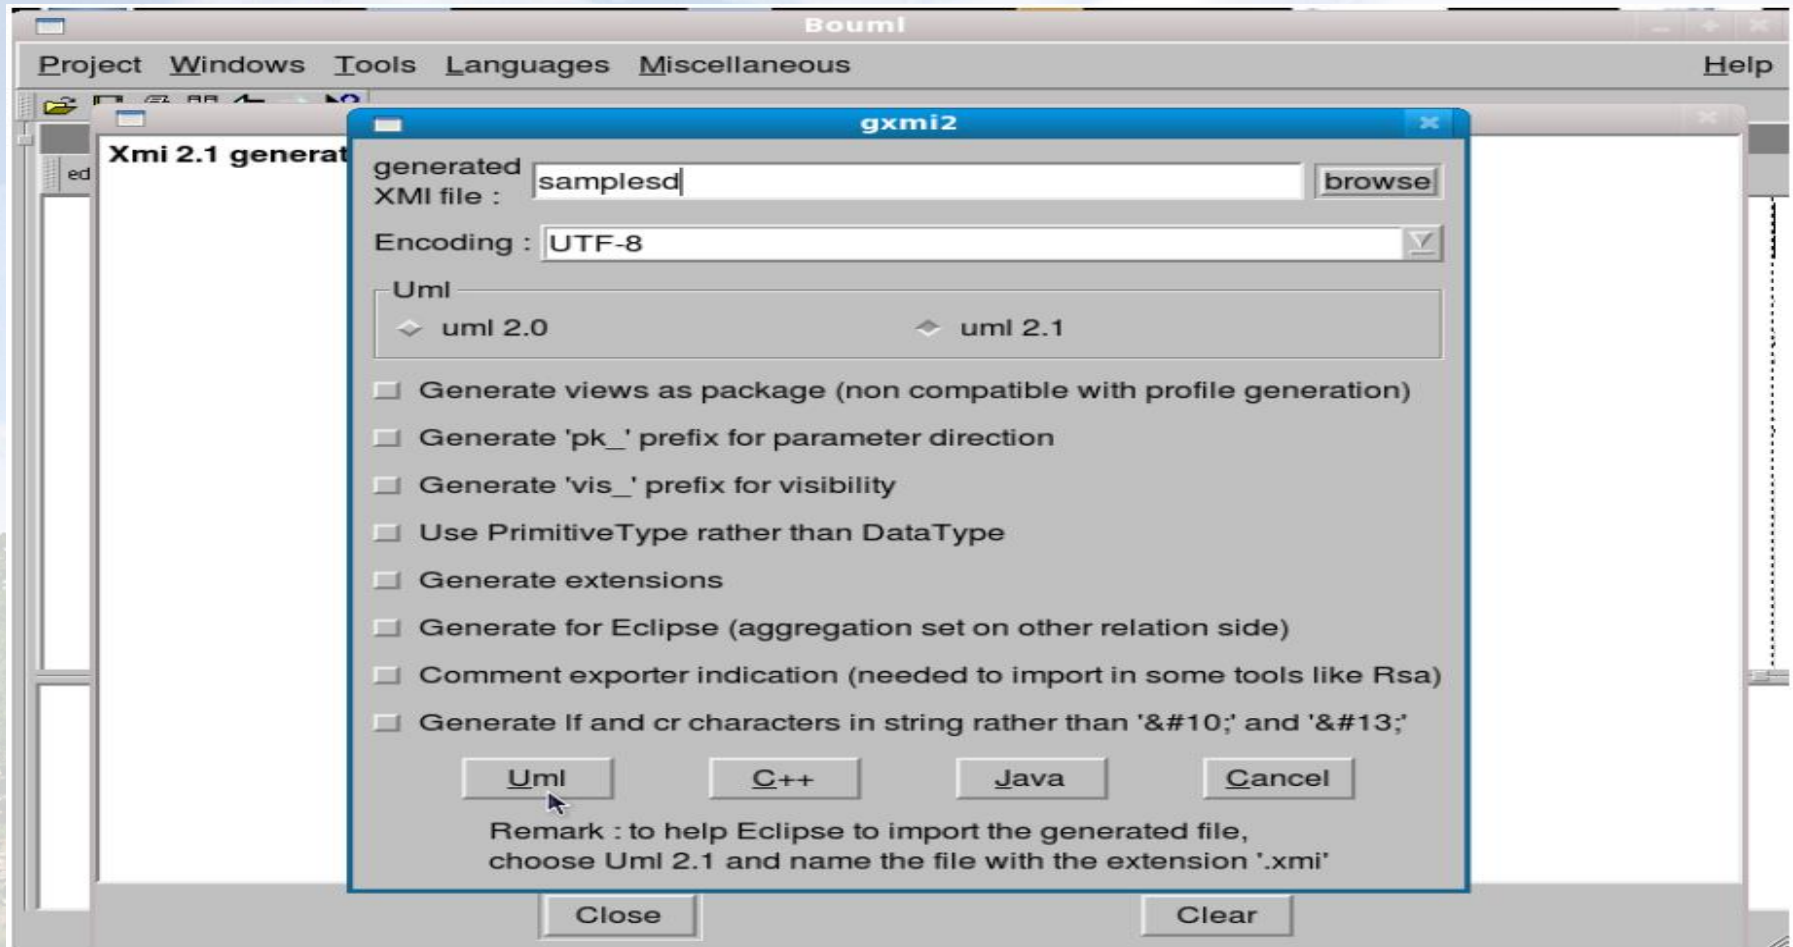 Bouml
Project Windows Tools Languages Miscellaneous Help
gxmi2
Xmi 2.1 generat
ed
generated
XMI file :
samplesd
browse
Encoding : UTF-8
Uml
uml 2.0 uml 2.1
Generate views as package (non compatible with profile generation)
Generate 'pk_' prefix for parameter direction
Generate 'vis_' prefix for visibility
Use PrimitiveType rather than DataType
Generate extensions
Generate for Eclipse (aggregation set on other relation side)
Comment exporter indication (needed to import in some tools like Rsa)
Generate lf and cr characters in string rather than '&#10;' and '&#13;'
Uml C++ Java Cancel
Remark : to help Eclipse to import the generated file,
choose Uml 2.1 and name the file with the extension '.xmi'
Close Clear